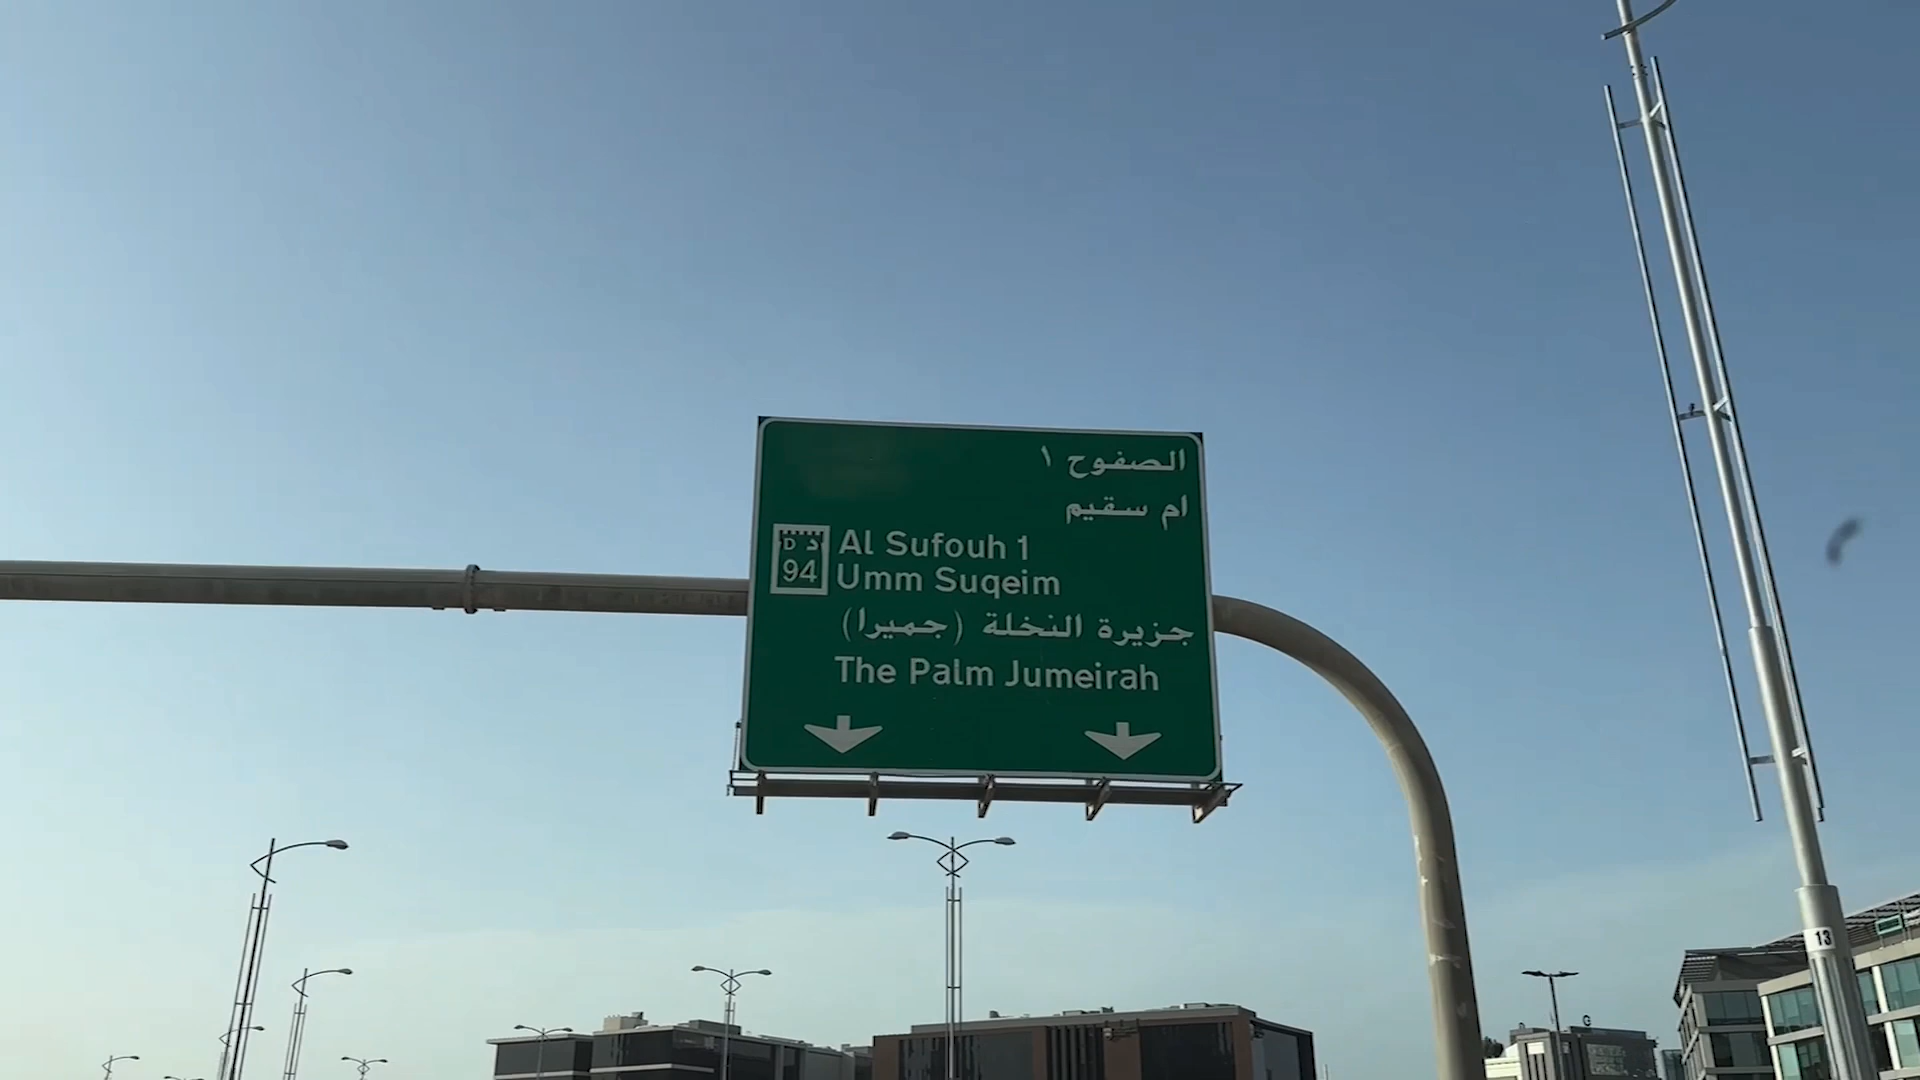 الصفوح ١
ام سقيم
D د
94
Al Sufouh 1
Umm Suqeim
جزيرة النخلة (جميرا)
The Palm Jumeirah
13
G